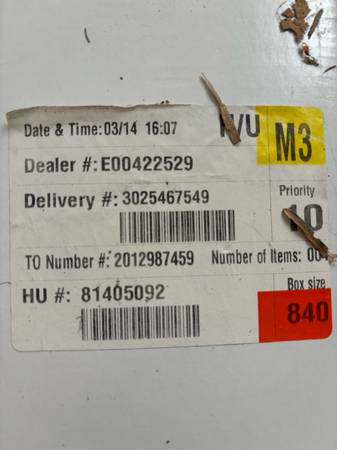 Date & Time: 03/14 16:07
M3
Dealer #: E00422529
Delivery #: 3025467549
Priority
10
TO Number #: 2012987459 Number of Items:
HU #: 81405092
Box size
840